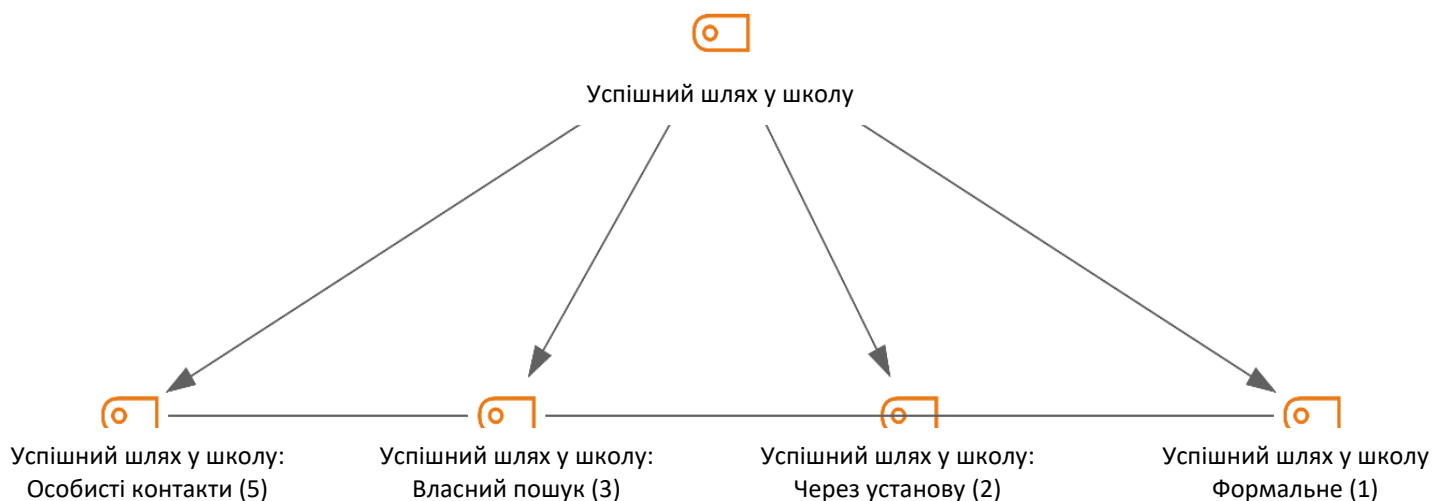 Успішний шлях у школу
Успішний шлях у школу:
Особисті контакти (5)
Успішний шлях у школу:
Власний пошук (3)
Успішний шлях у школу:
Через установу (2)
Успішний шлях у школу
Формальне (1)